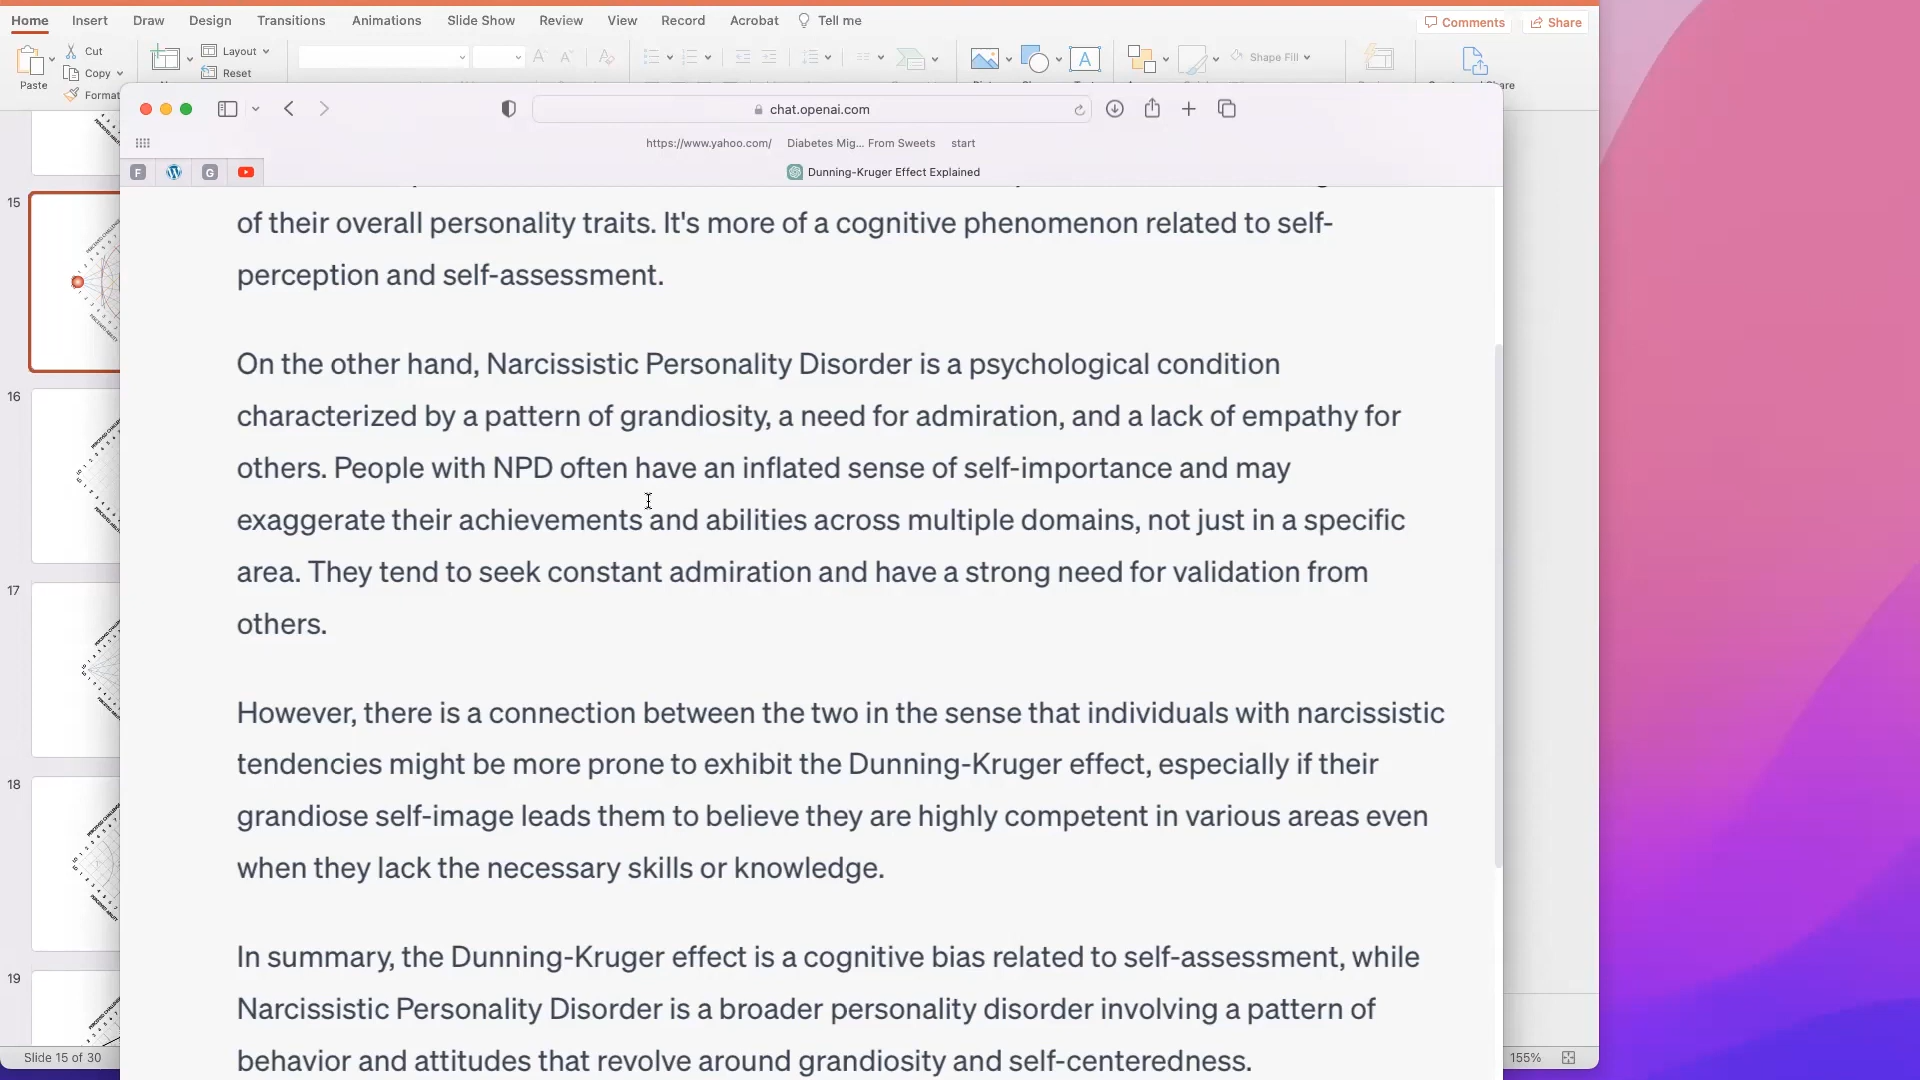 Home Insert Draw Design Transitions Animations Slide Show Review View Record Acrobat Tell me
Comments Share
Cut
Copy
Format
Paste
Layout
Reset
Shape Fill
chat.openai.com
https://www.yahoo.com/ Diabetes Mig... From Sweets start
F G Dunning-Kruger Effect Explained
15
16
17
18
19
of their overall personality traits. It's more of a cognitive phenomenon related to self-
perception and self-assessment.
On the other hand, Narcissistic Personality Disorder is a psychological condition
characterized by a pattern of grandiosity, a need for admiration, and a lack of empathy for
others. People with NPD often have an inflated sense of self-importance and may
exaggerate their achievements and abilities across multiple domains, not just in a specific
area. They tend to seek constant admiration and have a strong need for validation from
others.
However, there is a connection between the two in the sense that individuals with narcissistic
tendencies might be more prone to exhibit the Dunning-Kruger effect, especially if their
grandiose self-image leads them to believe they are highly competent in various areas even
when they lack the necessary skills or knowledge.
In summary, the Dunning-Kruger effect is a cognitive bias related to self-assessment, while
Narcissistic Personality Disorder is a broader personality disorder involving a pattern of
behavior and attitudes that revolve around grandiosity and self-centeredness.
Slide 15 of 30
155%